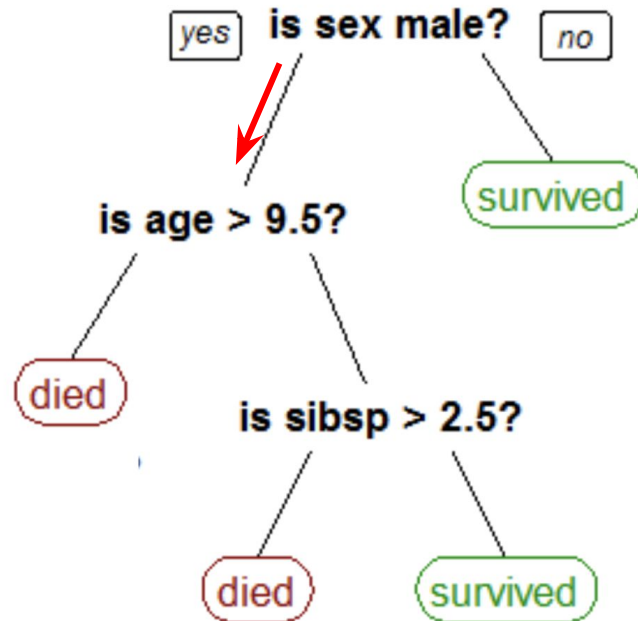 yes is sex male? no
survived
is age > 9.5?
died
is sibsp > 2.5?
died survived